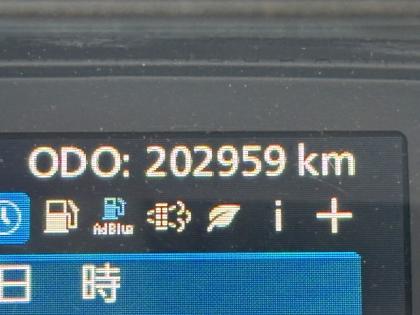 ODO: 202959 km
AdBlue i
日 時